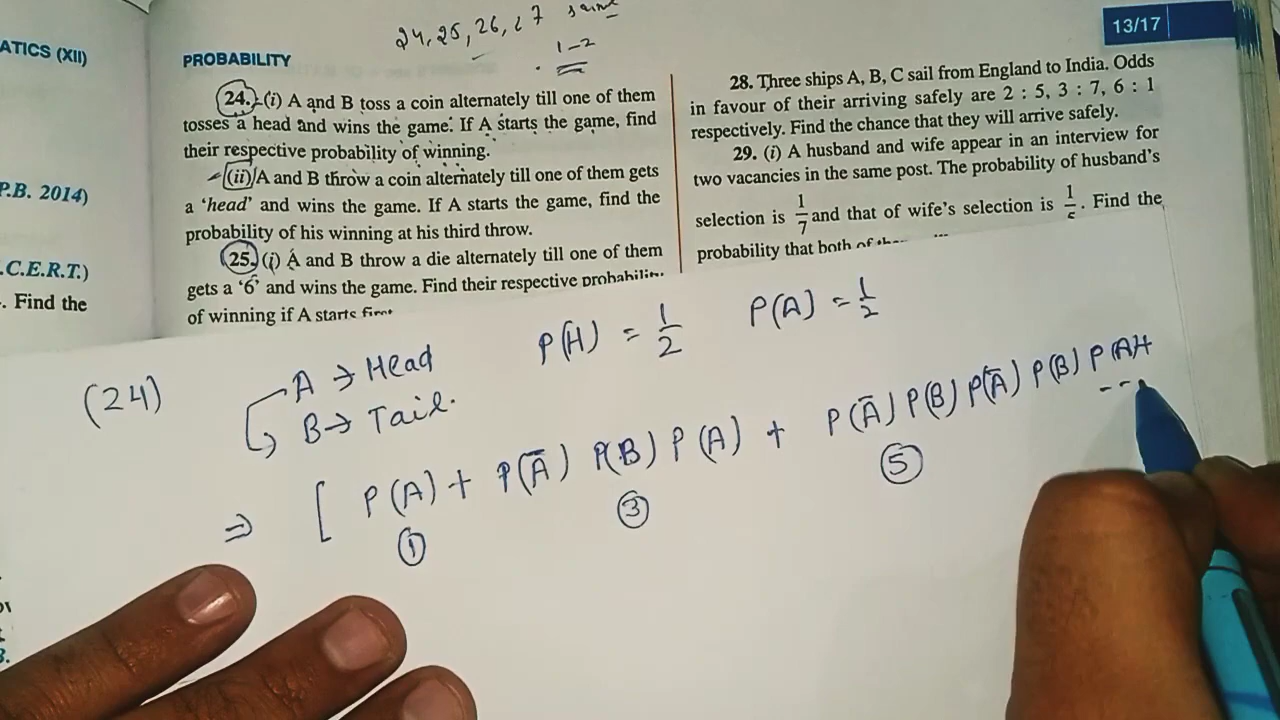 24, 25, 26, 27 same
1-2
13/17
ATICS (XII)
P.B. 2014)
.C.E.R.T.)
. Find the
PROBABILITY
24. (i) A and B toss a coin alternately till one of them
tosses a head and wins the game. If A starts the game, find
their respective probability of winning.
(ii) A and B throw a coin alternately till one of them gets
a ‘head’ and wins the game. If A starts the game, find the
probability of his winning at his third throw.
25. (i) A and B throw a die alternately till one of them
gets a ‘6’ and wins the game. Find their respective probability
of winning if A starts first
28. Three ships A, B, C sail from England to India. Odds
in favour of their arriving safely are 2 : 5, 3 : 7, 6 : 1
respectively. Find the chance that they will arrive safely.
29. (i) A husband and wife appear in an interview for
two vacancies in the same post. The probability of husband’s
selection is 1/7 and that of wife’s selection is 1/5. Find the
probability that both of
(24)
A → Head
B → Tail.
P(H) = 1/2
P(A) = 1/2
⇒ [ P(A) + P(A̅) P(B) P(A) + P(A̅) P(B) P(A̅) P(B) P(A)+ ---
① ③ ⑤